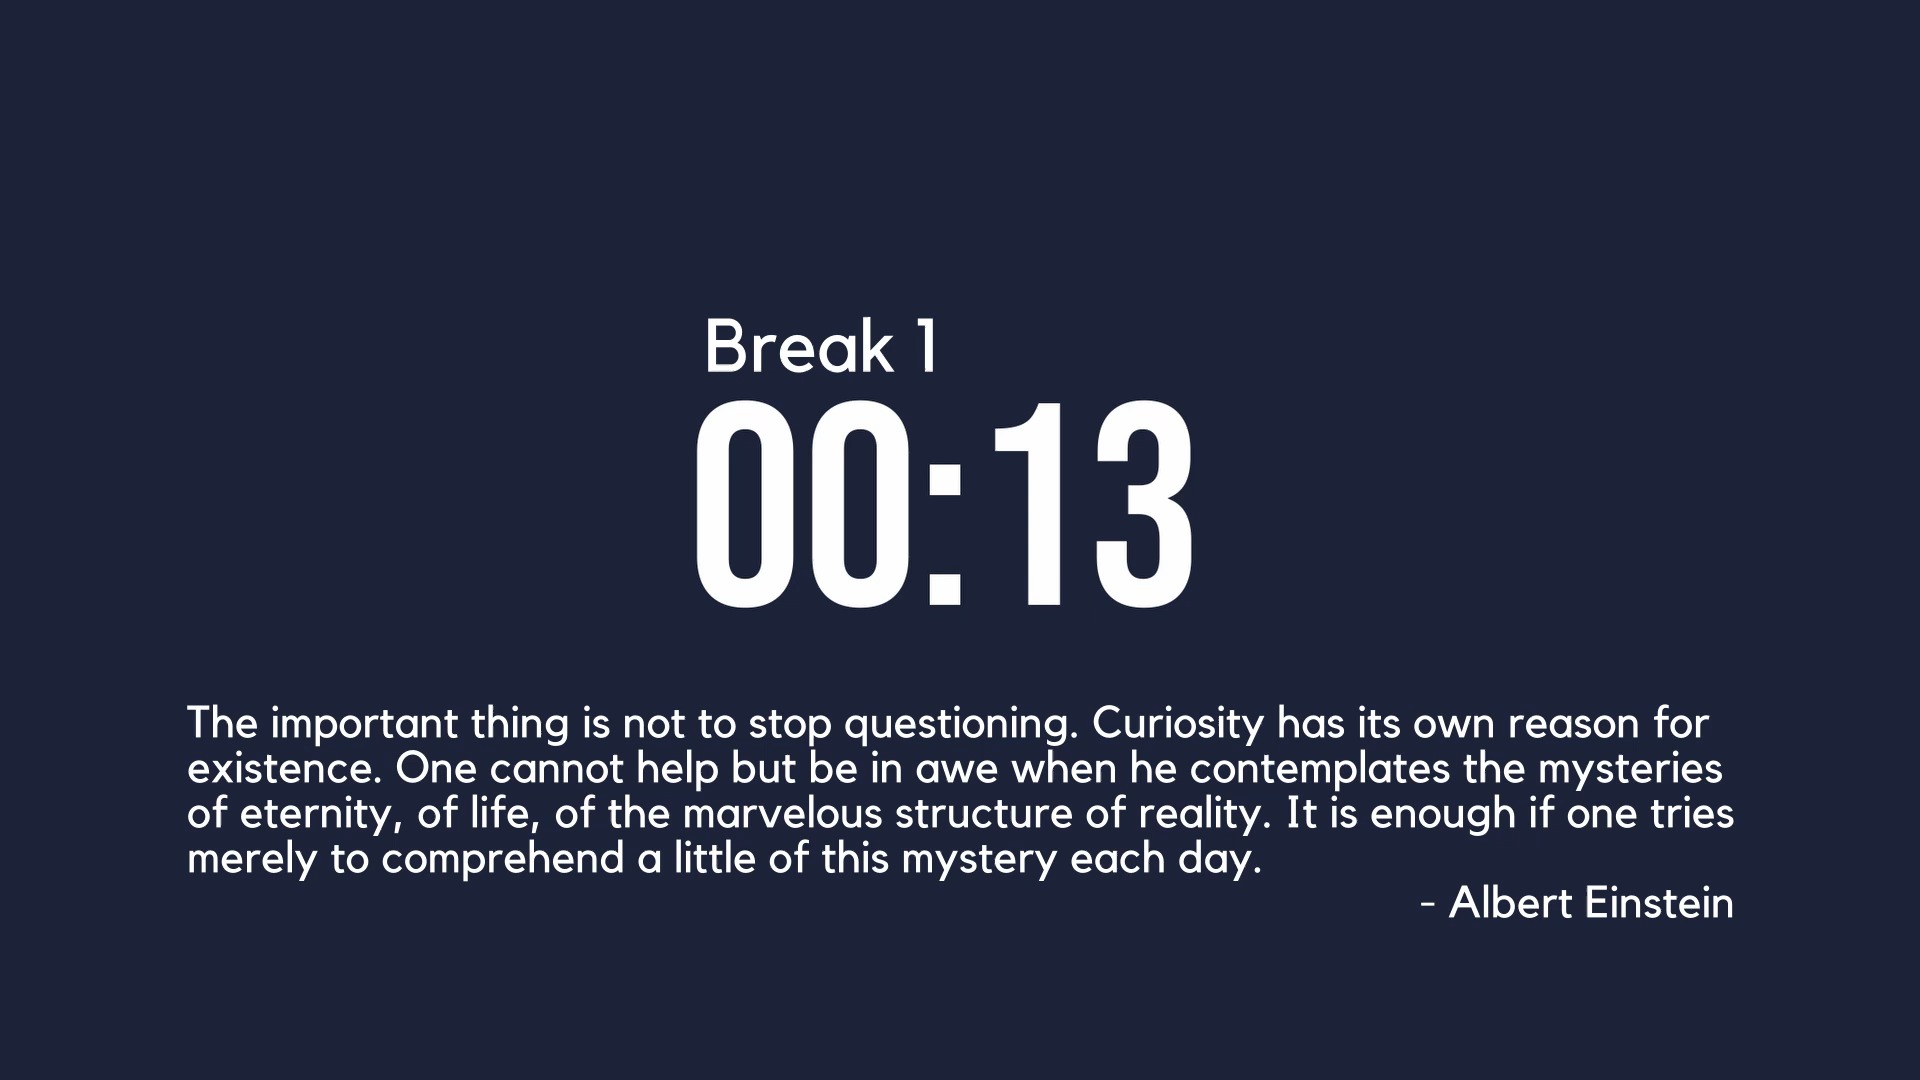 Break 1
00:13
The important thing is not to stop questioning. Curiosity has its own reason for
existence. One cannot help but be in awe when he contemplates the mysteries
of eternity, of life, of the marvelous structure of reality. It is enough if one tries
merely to comprehend a little of this mystery each day.
- Albert Einstein